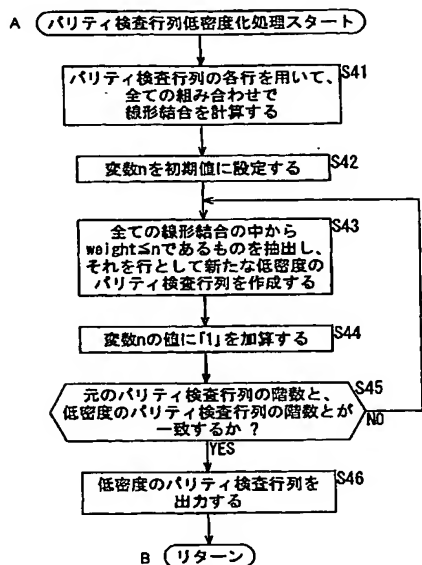 A パリティ検査行列低密度化処理スタート
S41
パリティ検査行列の各行を用いて、
全ての組み合わせで
線形結合を計算する
S42
変数nを初期値に設定する
S43
全ての線形結合の中から
weight≦nであるものを抽出し、
それを行として新たな低密度の
パリティ検査行列を作成する
S44
変数nの値に「1」を加算する
S45
元のパリティ検査行列の階数と、
低密度のパリティ検査行列の階数とが
一致するか?
NO
YES
S46
低密度のパリティ検査行列を
出力する
B リターン